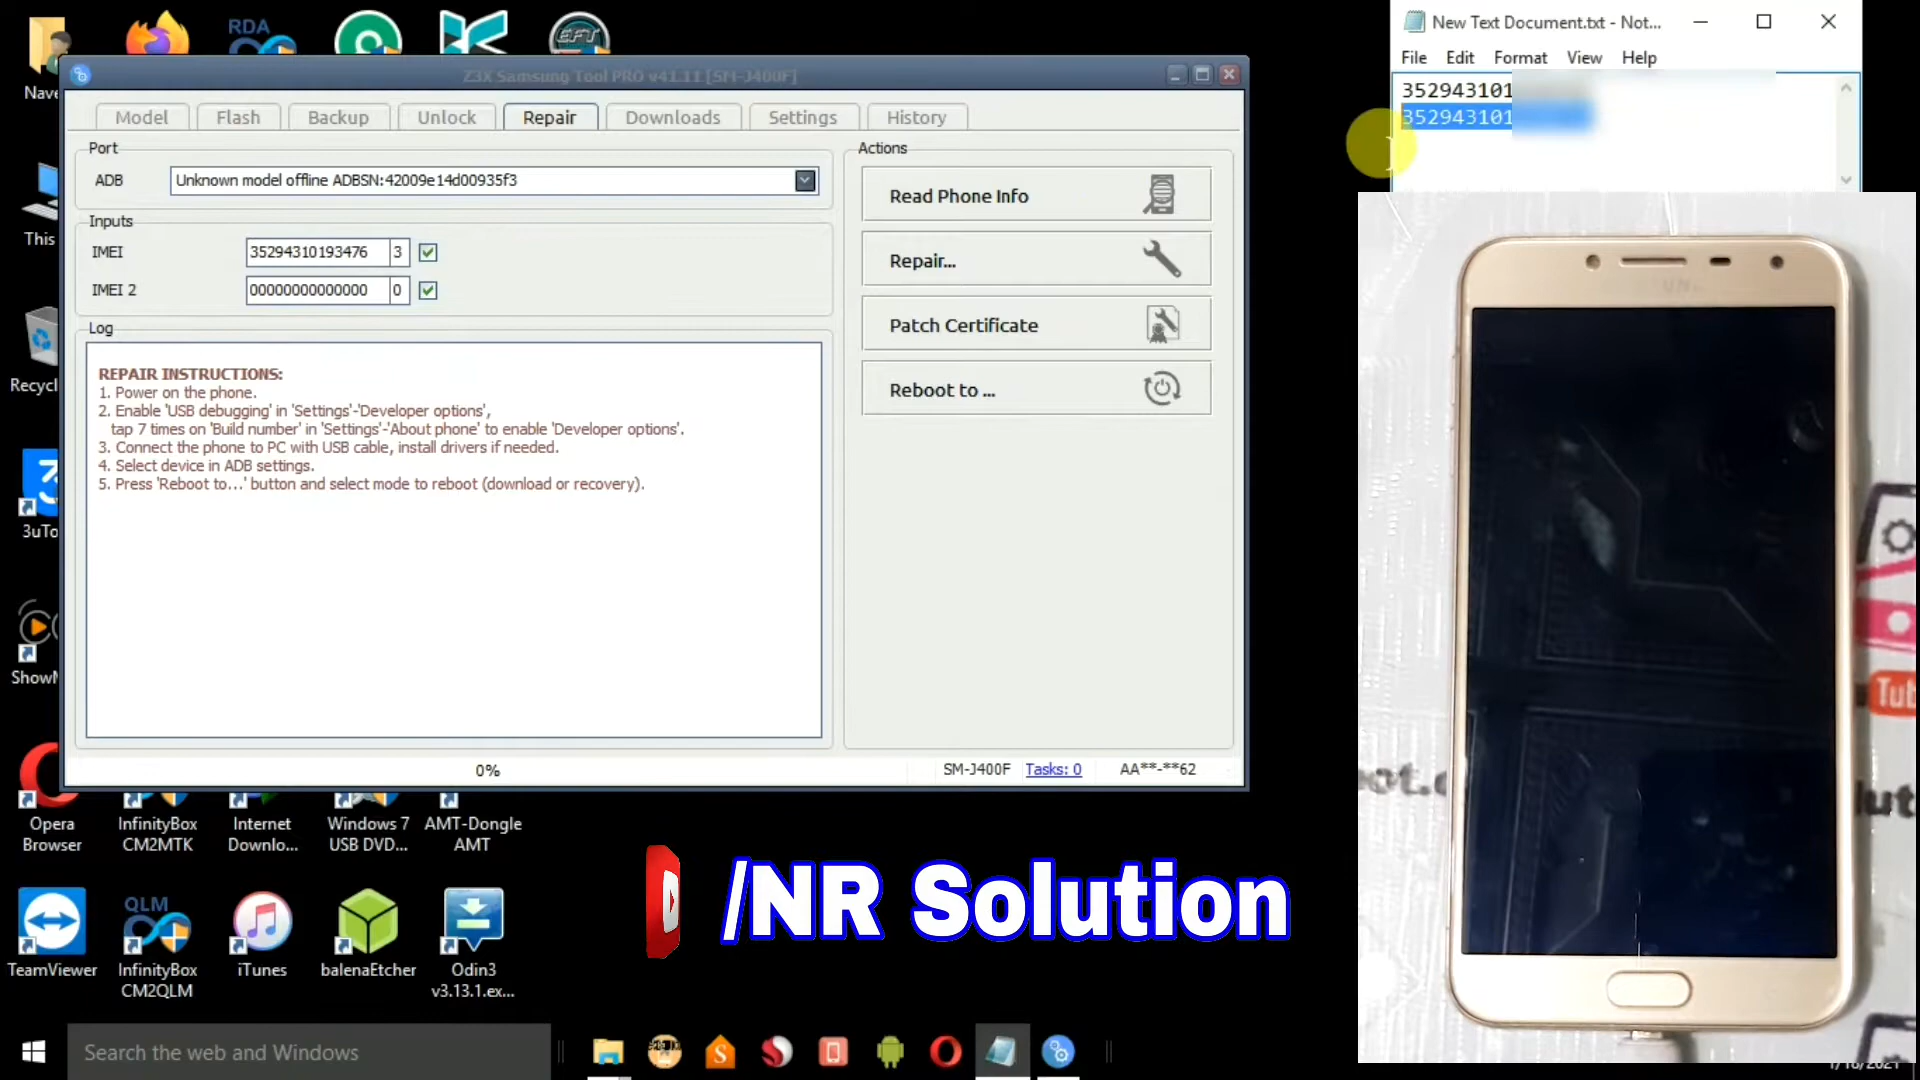 RDA
EFT
Nave
This
Recycl
3uTo
ShowM
Z3X Samsung Tool PRO v41.11 [SM-J400F]
Model
Flash
Backup
Unlock
Repair
Downloads
Settings
History
Port
ADB
Unknown model offline ADBSN:42009e14d00935f3
Inputs
IMEI
35294310193476
3
IMEI 2
00000000000000
0
Log
REPAIR INSTRUCTIONS:
1. Power on the phone.
2. Enable 'USB debugging' in 'Settings'-'Developer options',
tap 7 times on 'Build number' in 'Settings'-'About phone' to enable 'Developer options'.
3. Connect the phone to PC with USB cable, install drivers if needed.
4. Select device in ADB settings.
5. Press 'Reboot to...' button and select mode to reboot (download or recovery).
Actions
Read Phone Info
Repair...
Patch Certificate
Reboot to ...
0%
SM-J400F
Tasks: 0
AA**-**62
New Text Document.txt - Not...
File
Edit
Format
View
Help
352943101
352943101
Tub
Opera
Browser
InfinityBox
CM2MTK
Internet
Downlo...
Windows 7
USB DVD...
AMT-Dongle
AMT
/NR Solution
TeamViewer
QLM
InfinityBox
CM2QLM
iTunes
balenaEtcher
Odin3
v3.13.1.ex...
Search the web and Windows